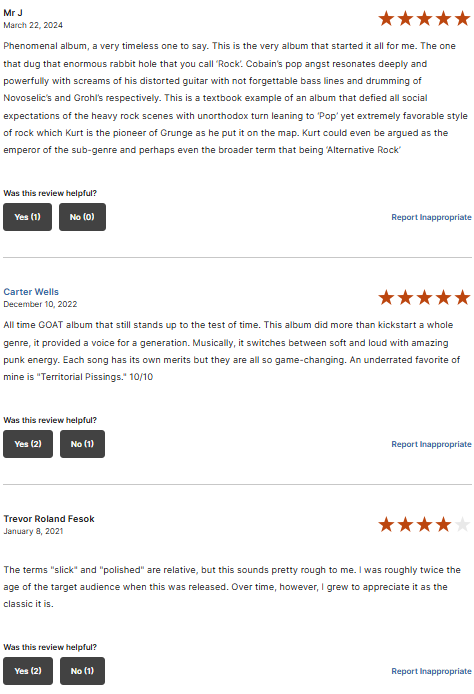 Mr J
March 22, 2024
Phenomenal album, a very timeless one to say. This is the very album that started it all for me. The one
that dug that enormous rabbit hole that you call 'Rock'. Cobain's pop angst resonates deeply and
powerfully with screams of his distorted guitar with not forgettable bass lines and drumming of
Novoselic's and Grohl's respectively. This is a textbook example of an album that defied all social
expectations of the heavy rock scenes with unorthodox turn leaning to 'Pop' yet extremely favorable style
of rock which Kurt is the pioneer of Grunge as he put it on the map. Kurt could even be argued as the
emperor of the sub-genre and perhaps even the broader term that being 'Alternative Rock'
Was this review helpful?
Yes (1) No (0) Report Inappropriate
Carter Wells
December 10, 2022
All time GOAT album that still stands up to the test of time. This album did more than kickstart a whole
genre, it provided a voice for a generation. Musically, it switches between soft and loud with amazing
punk energy. Each song has its own merits but they are all so game-changing. An underrated favorite of
mine is "Territorial Pissings." 10/10
Was this review helpful?
Yes (2) No (1) Report Inappropriate
Trevor Roland Fesok
January 8, 2021
The terms "slick" and "polished" are relative, but this sounds pretty rough to me. I was roughly twice the
age of the target audience when this was released. Over time, however, I grew to appreciate it as the
classic it is.
Was this review helpful?
Yes (2) No (1) Report Inappropriate